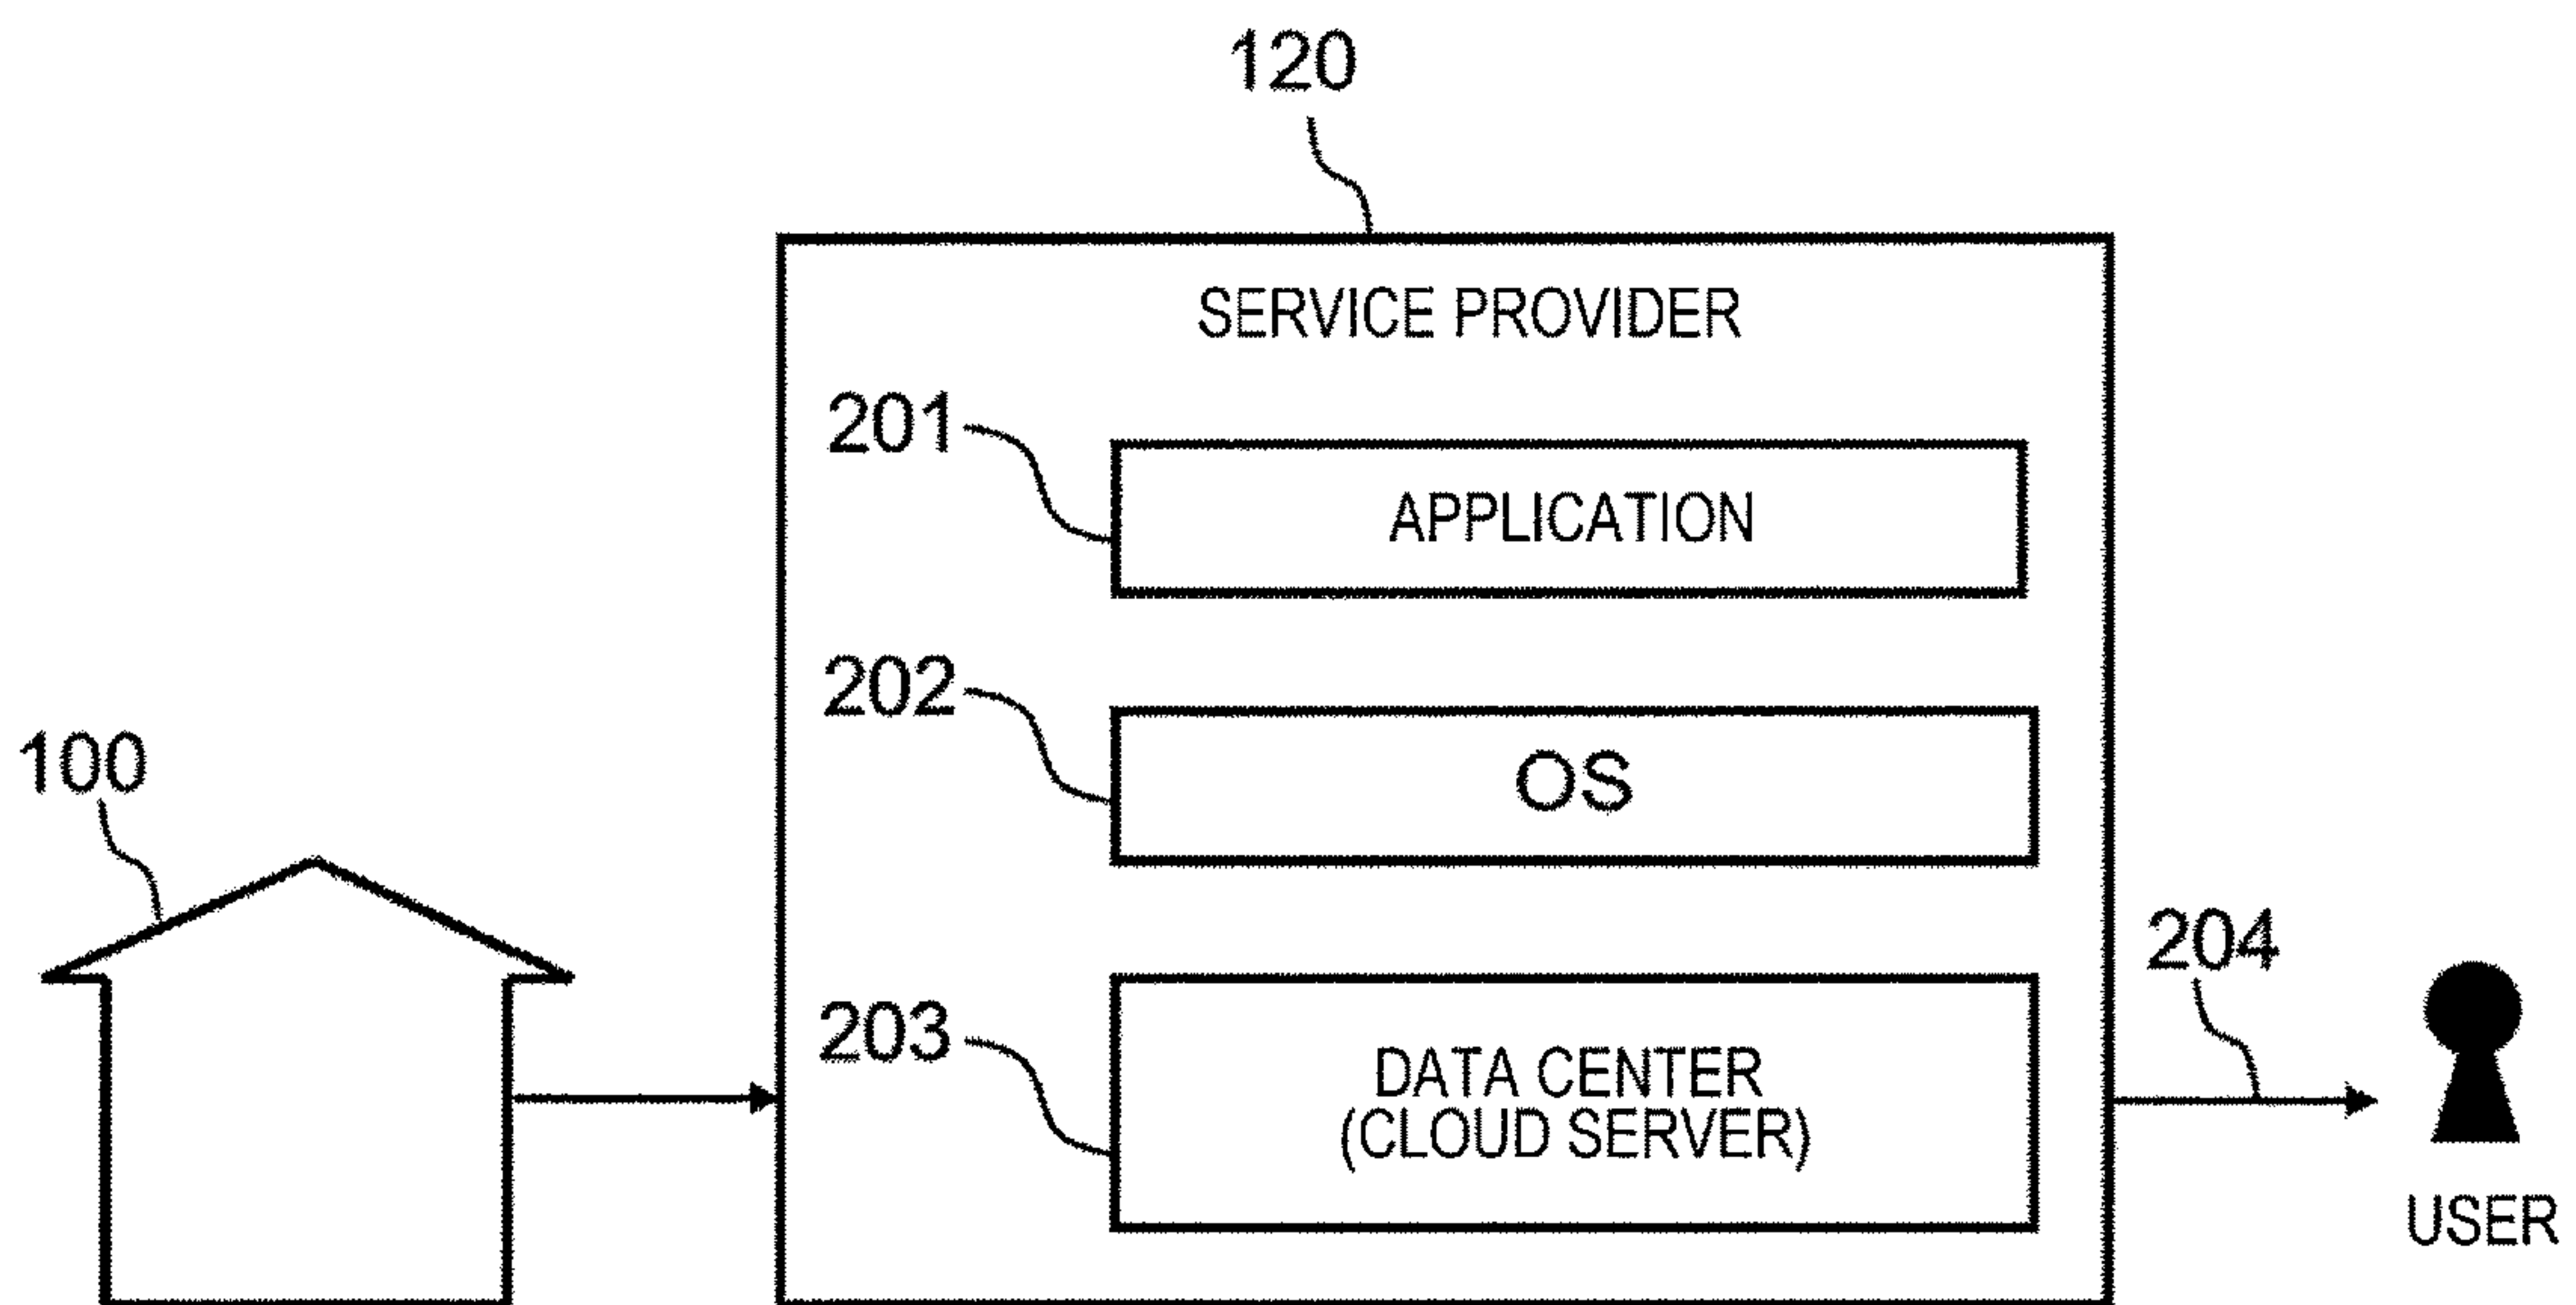 120
SERVICE PROVIDER
201
APPLICATION
202
OS
100
204
203
DATA CENTER
(CLOUD SERVER)
USER